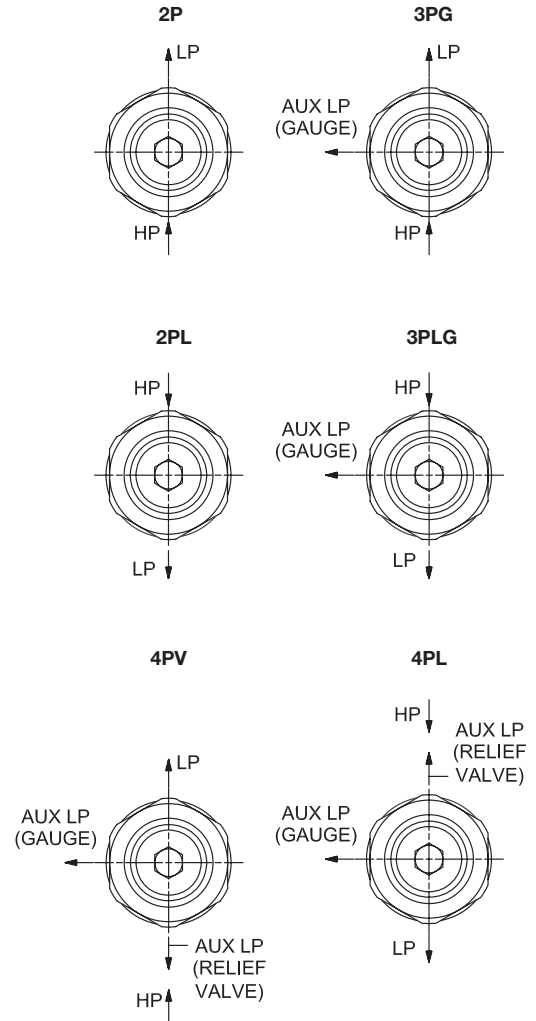 2P
LP
HP
3PG
LP
AUX LP
(GAUGE)
HP
2PL
HP
LP
3PLG
HP
AUX LP
(GAUGE)
LP
4PV
LP
AUX LP
(GAUGE)
AUX LP
(RELIEF
VALVE)
HP
4PL
HP
AUX LP
(RELIEF
VALVE)
AUX LP
(GAUGE)
LP